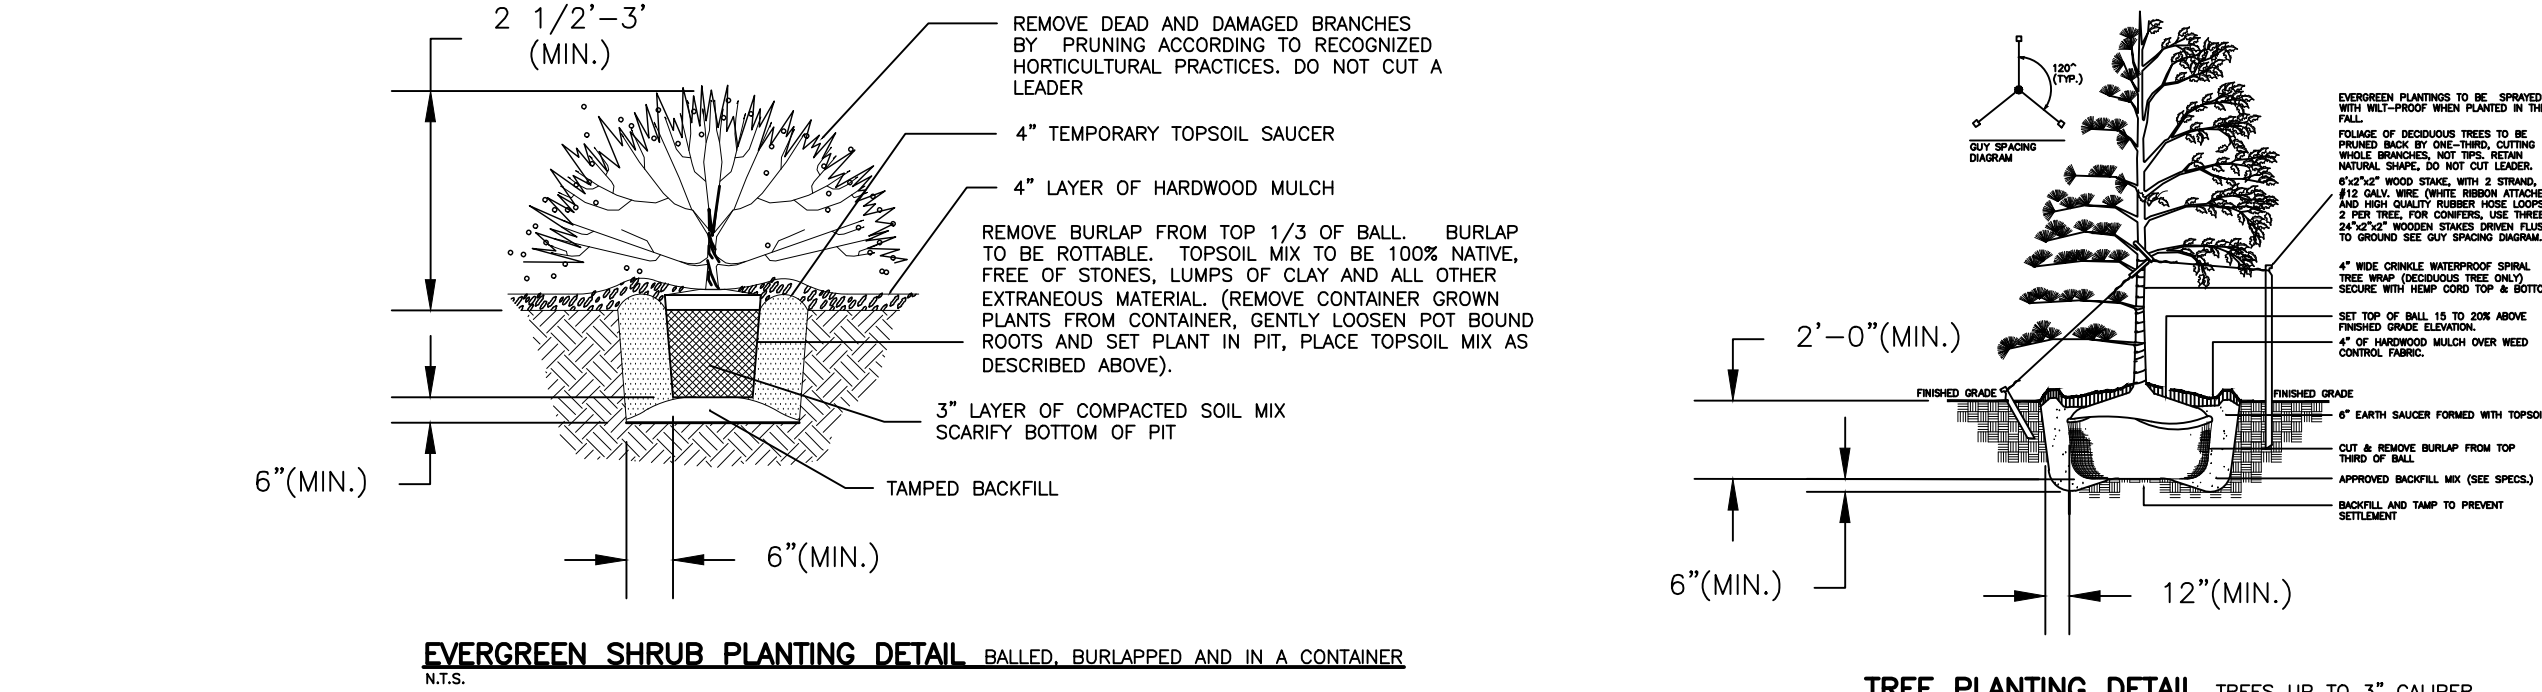 2 1/2'-3'
(MIN.)
REMOVE DEAD AND DAMAGED BRANCHES
BY PRUNING ACCORDING TO RECOGNIZED
HORTICULTURAL PRACTICES. DO NOT CUT A
LEADER
4" TEMPORARY TOPSOIL SAUCER
4" LAYER OF HARDWOOD MULCH
REMOVE BURLAP FROM TOP 1/3 OF BALL. BURLAP
TO BE ROTTABLE. TOPSOIL MIX TO BE 100% NATIVE,
FREE OF STONES, LUMPS OF CLAY AND ALL OTHER
EXTRANEOUS MATERIAL. (REMOVE CONTAINER GROWN
PLANTS FROM CONTAINER, GENTLY LOOSEN POT BOUND
ROOTS AND SET PLANT IN PIT, PLACE TOPSOIL MIX AS
DESCRIBED ABOVE).
3" LAYER OF COMPACTED SOIL MIX
SCARIFY BOTTOM OF PIT
TAMPED BACKFILL
6"(MIN.)
6"(MIN.)
EVERGREEN SHRUB PLANTING DETAIL BALLED, BURLAPPED AND IN A CONTAINER
N.T.S.
120^
(TYP.)
GUY SPACING
DIAGRAM
EVERGREEN PLANTINGS TO BE SPRAYED
WITH WILT-PROOF WHEN PLANTED IN
FALL.
FOLIAGE OF DECIDUOUS TREES TO BE
PRUNED BACK BY ONE-THIRD, CUTTING
WHOLE BRANCHES, NOT TIPS. RETAIN
NATURAL SHAPE, DO NOT CUT LEADER.
6'x2"x2" WOOD STAKE, WITH 2 STRAND,
#12 GALV. WIRE (WHITE RIBBON ATTACHE
AND HIGH QUALITY RUBBER HOSE LOOPS
2 PER TREE, FOR CONIFERS, USE THREE
24"x2"x2" WOODEN STAKES DRIVEN FLUS
TO GROUND SEE GUY SPACING DIAGRAM.
4" WIDE CRINKLE WATERPROOF SPIRAL
TREE WRAP (DECIDUOUS TREE ONLY)
SECURE WITH HEMP CORD TOP & BOTTO
SET TOP OF BALL 15 TO 20% ABOVE
FINISHED GRADE ELEVATION.
4" OF HARDWOOD MULCH OVER WEED
CONTROL FABRIC.
2'-0"(MIN.)
FINISHED GRADE
FINISHED GRADE
6" EARTH SAUCER FORMED WITH TOPSOI
CUT & REMOVE BURLAP FROM TOP
THIRD OF BALL
APPROVED BACKFILL MIX (SEE SPECS.)
BACKFILL AND TAMP TO PREVENT
SETTLEMENT
6"(MIN.)
12"(MIN.)
TREE PLANTING DETAIL TREES UP TO 3" CALIPER